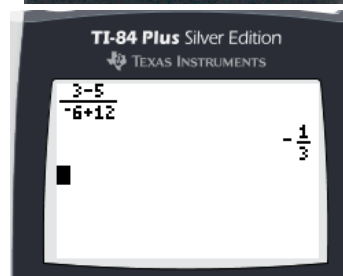 TI-84 Plus Silver Edition
TEXAS INSTRUMENTS
3-5
-6+12
-1/3